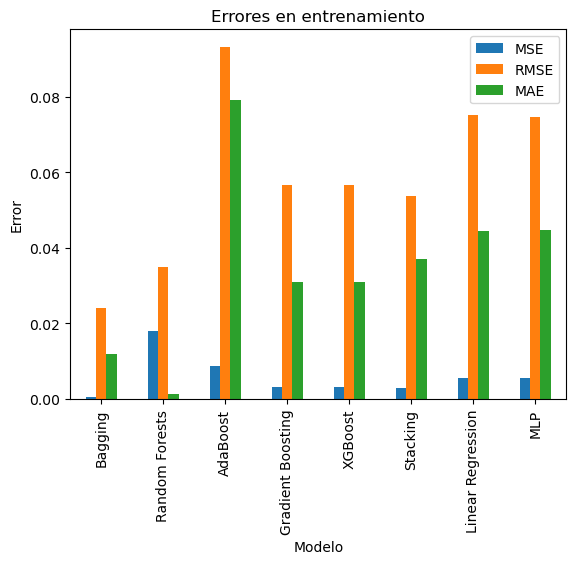 Errores en entrenamiento
MSE
RMSE
MAE
Error
0.08
0.06
0.04
0.02
0.00
Bagging
Random Forests
AdaBoost
Gradient Boosting
XGBoost
Stacking
Linear Regression
MLP
Modelo